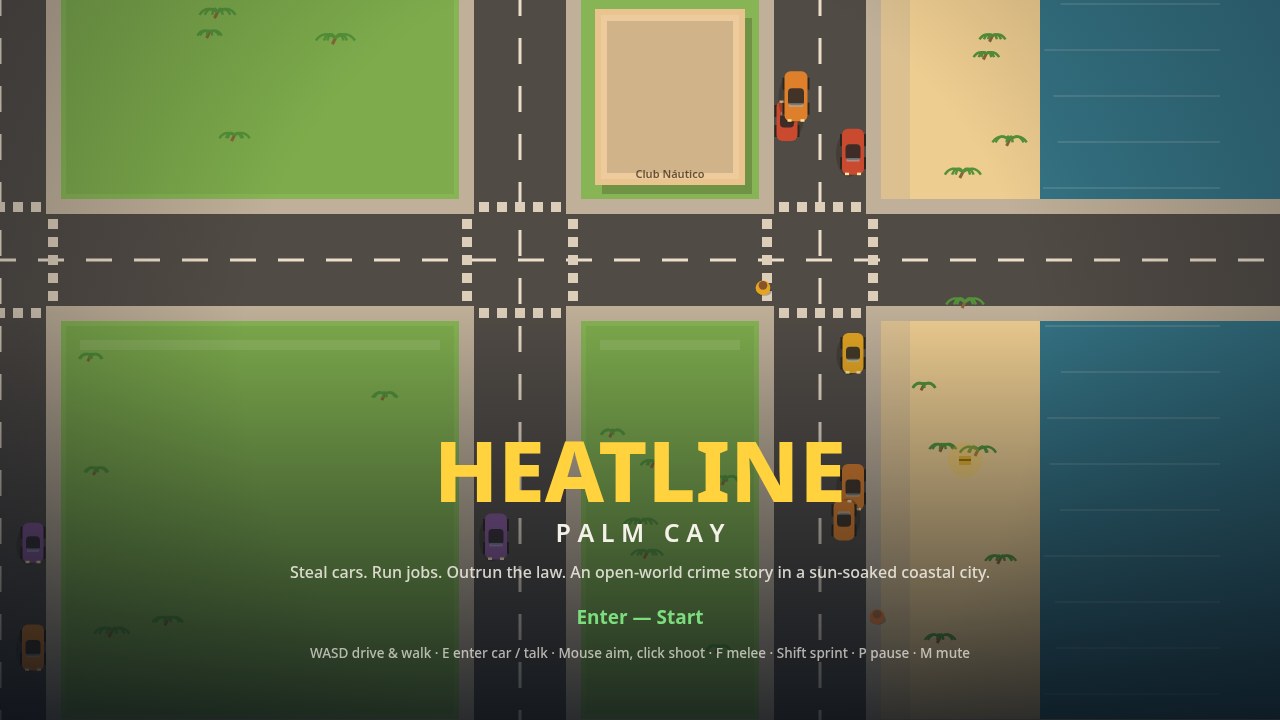 Club Náutico
HEATLINE
PALM CAY
Steal cars. Run jobs. Outrun the law. An open-world crime story in a sun-soaked coastal city.
Enter — Start
WASD drive & walk · E enter car / talk · Mouse aim, click shoot · F melee · Shift sprint · P pause · M mute